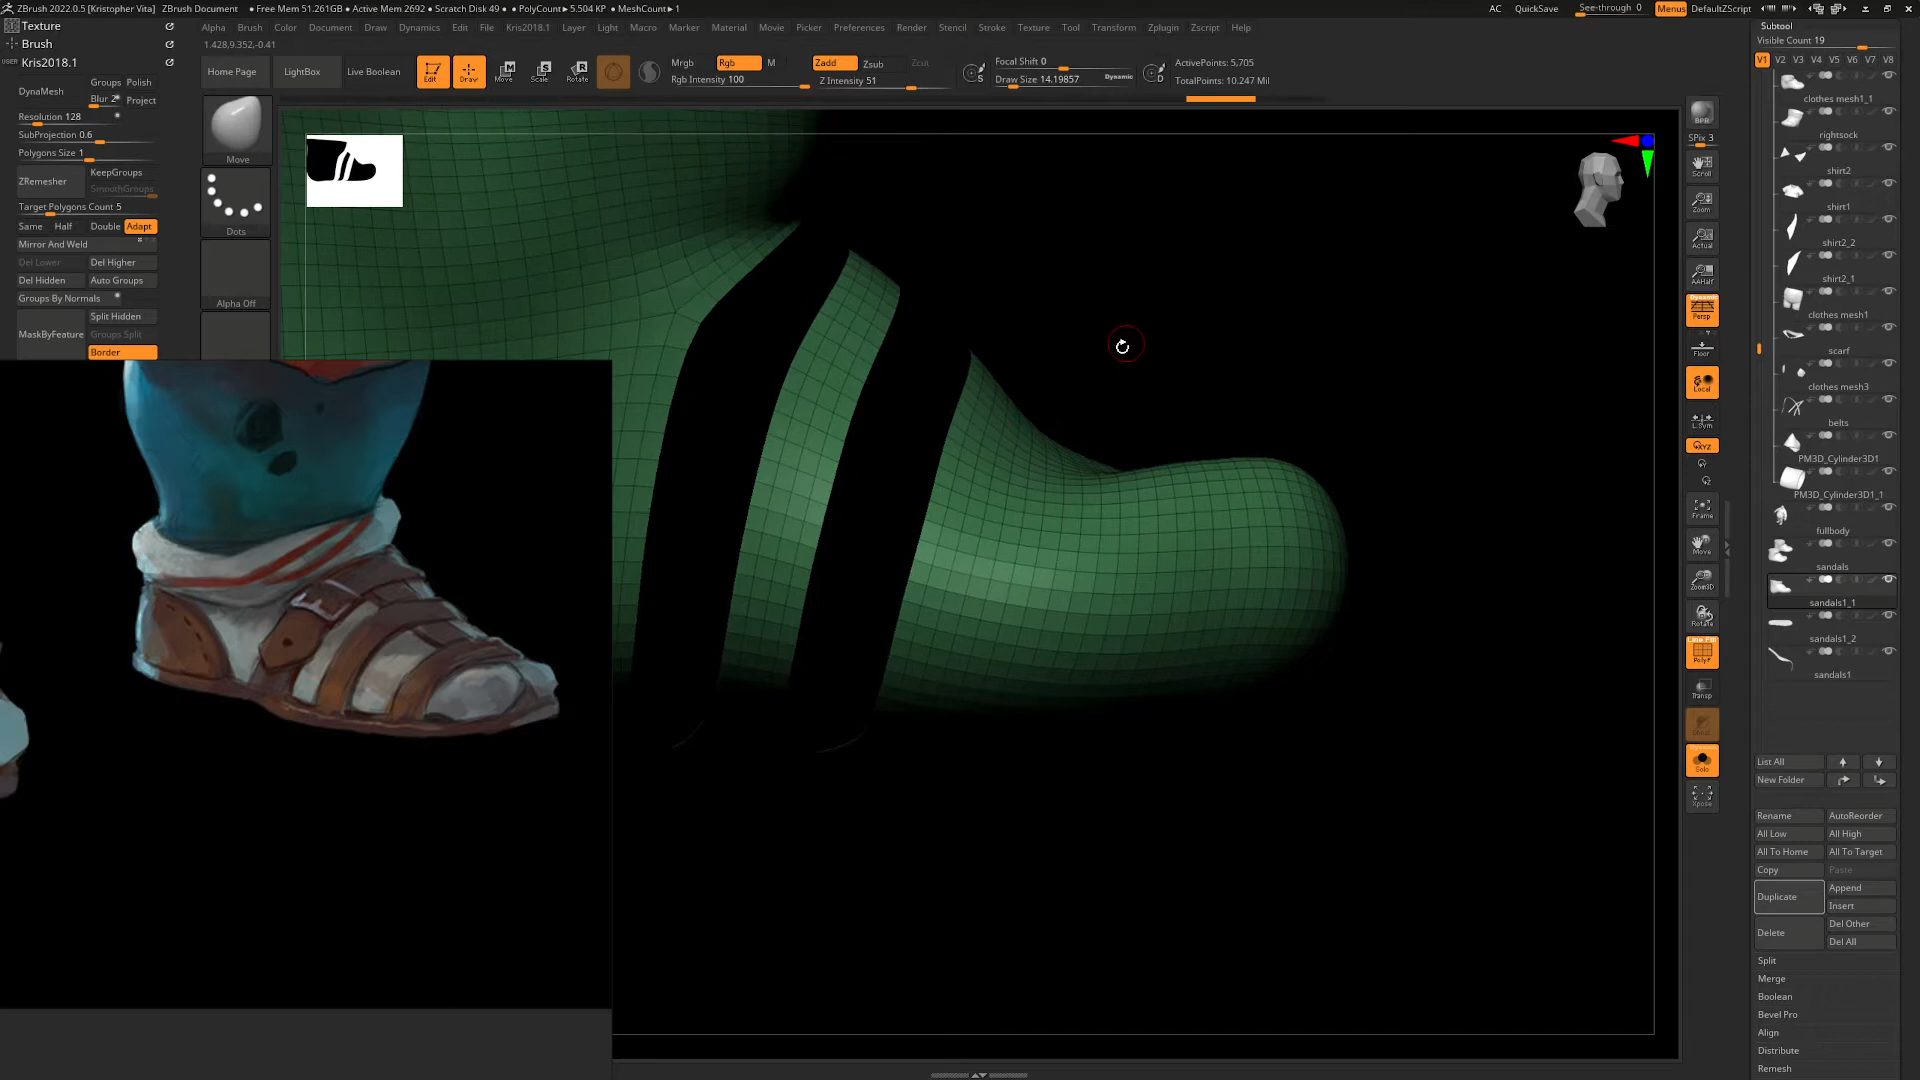 ZBrush 2022.0.5 [Kristopher Vita] ZBrush Document • Free Mem 51.261GB • Active Mem 2692 • Scratch Disk 49 • • PolyCount▸ 5.504 KP • MeshCount▸ 1
AC QuickSave See-through 0 Menus DefaultZScript
Texture
Brush
USER Kris2018.1
Alpha Brush Color Document Draw Dynamics Edit File Kris2018.1 Layer Light Macro Marker Material Movie Picker Preferences Render Stencil Stroke Texture Tool Transform Zplugin Zscript Help
1.428,9.352,-0.41
Home Page LightBox Live Boolean Edit Draw Move Scale Rotate
Mrgb Rgb M
Rgb Intensity 100
Zadd Zsub Zcut
Z Intensity 51
Focal Shift 0
Draw Size 14.19857 Dynamic
ActivePoints: 5,705
TotalPoints: 10.247 Mil
DynaMesh
Groups Polish
Blur 2 Project
Resolution 128
SubProjection 0.6
Polygons Size 1
ZRemesher
KeepGroups
SmoothGroups
Target Polygons Count 5
Same Half Double Adapt
Mirror And Weld
Del Lower Del Higher
Del Hidden Auto Groups
Groups By Normals
Split Hidden
MaskByFeature
Groups Split
Border
Move
Dots
Alpha Off
BPR
SPix 3
Scroll
Zoom
Actual
AAHalf
Dynamic
Persp
Floor
Local
L.Sym
XYZ
Frame
Move
Zoom3D
Rotate
Line Fill
PolyF
Transp
Dynamic
Solo
Xpose
Subtool
Visible Count 19
V1 V2 V3 V4 V5 V6 V7 V8
clothes mesh1_1
rightsock
shirt2
shirt1
shirt2_2
shirt2_1
clothes mesh1
scarf
clothes mesh3
belts
PM3D_Cylinder3D1
PM3D_Cylinder3D1_1
fullbody
sandals
sandals1_1
sandals1_2
sandals1
List All
New Folder
Rename AutoReorder
All Low All High
All To Home All To Target
Copy Paste
Duplicate
Append
Insert
Delete
Del Other
Del All
Split
Merge
Boolean
Bevel Pro
Align
Distribute
Remesh